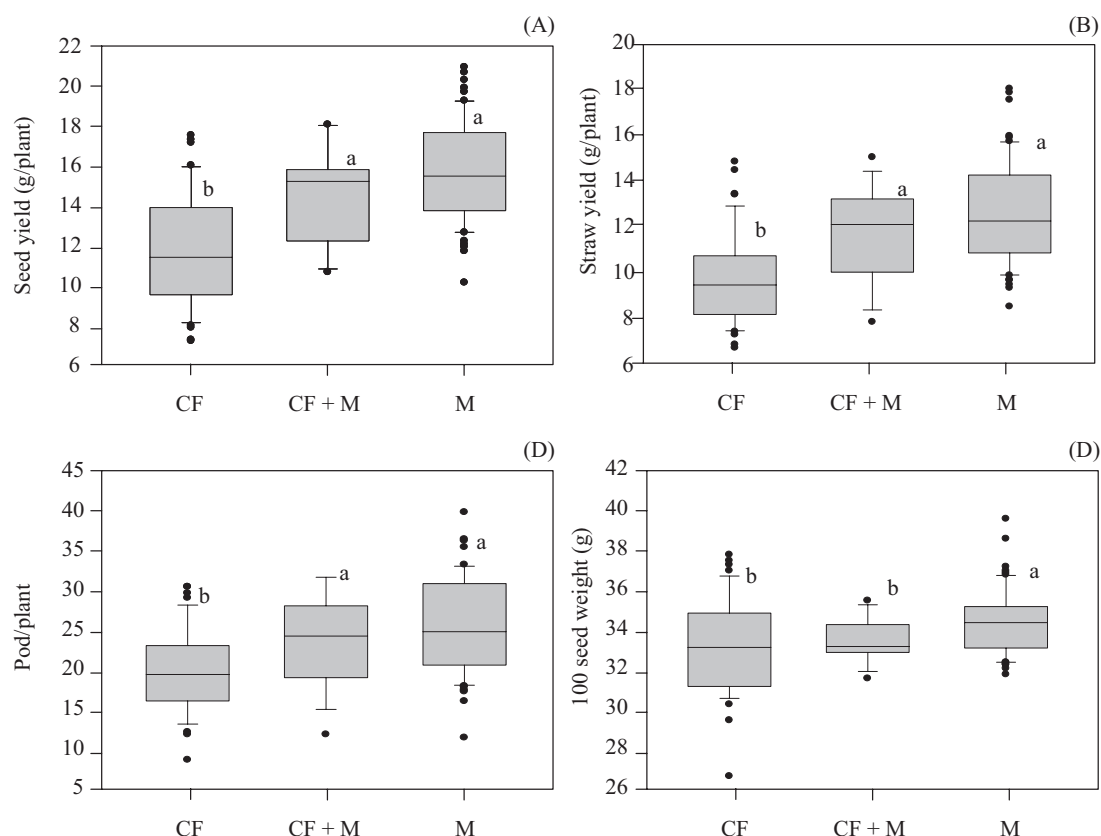 (A)
Seed yield (g/plant)
22
20
18
16
14
12
10
8
6
b
a
a
CF
CF + M
M
(B)
Straw yield (g/plant)
20
18
16
14
12
10
8
6
b
a
a
CF
CF + M
M
(D)
Pod/plant
45
40
35
30
25
20
15
10
5
b
a
a
CF
CF + M
M
(D)
100 seed weight (g)
42
40
38
36
34
32
30
28
26
b
b
a
CF
CF + M
M